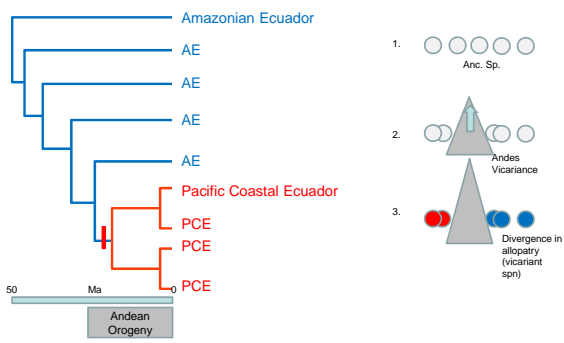 Amazonian Ecuador
AE
AE
AE
AE
Pacific Coastal Ecuador
PCE
PCE
PCE
50
Ma
0
Andean
Orogeny
1.
Anc. Sp.
2.
Andes
Vicariance
3.
Divergence in
allopatry
(vicariant
spn)